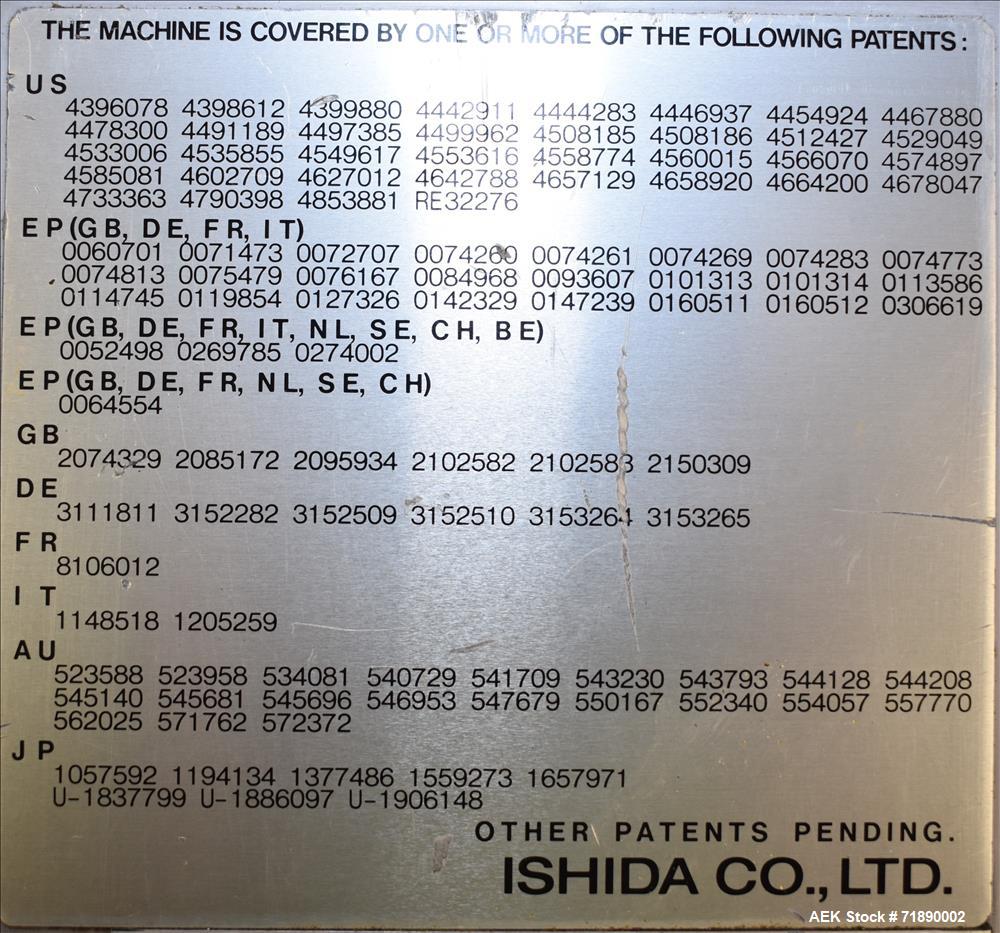 THE MACHINE IS COVERED BY ONE OR MORE OF THE FOLLOWING PATENTS:
US
4396078 4398612 4399880 4442911 4444283 4446937 4454924 4467880
4478300 4491189 4497385 4499962 4508185 4508186 4512427 4529049
4533006 4535855 4549617 4553616 4558774 4560015 4566070 4574897
4585081 4602709 4627012 4642788 4657129 4658920 4664200 4678047
4733363 4790398 4853881 RE32276
EP(GB, DE, FR, IT)
0060701 0071473 0072707 0074261 0074269 0074283 0074773
0074813 0075479 0076167 0084968 0093607 0101313 0101314 0113586
0114745 0119854 0127326 0142329 0147239 0160511 0160512 0306619
EP(GB, DE, FR, IT, NL, SE, CH, BE)
0052498 0269785 0274002
EP(GB, DE, FR, NL, SE, CH)
0064554
GB
2074329 2085172 2095934 2102582 2102583 2150309
DE
3111811 3152282 3152509 3152510 3153264 3153265
FR
8106012
IT
1148518 1205259
AU
523588 523958 534081 540729 541709 543230 543793 544128 544208
545140 545681 545696 546953 547679 550167 552340 554057 557770
562025 571762 572372
JP
1057592 1194134 1377486 1559273 1657971
U-1837799 U-1886097 U-1906148
OTHER PATENTS PENDING.
ISHIDA CO., LTD.
AEK Stock # 71890002